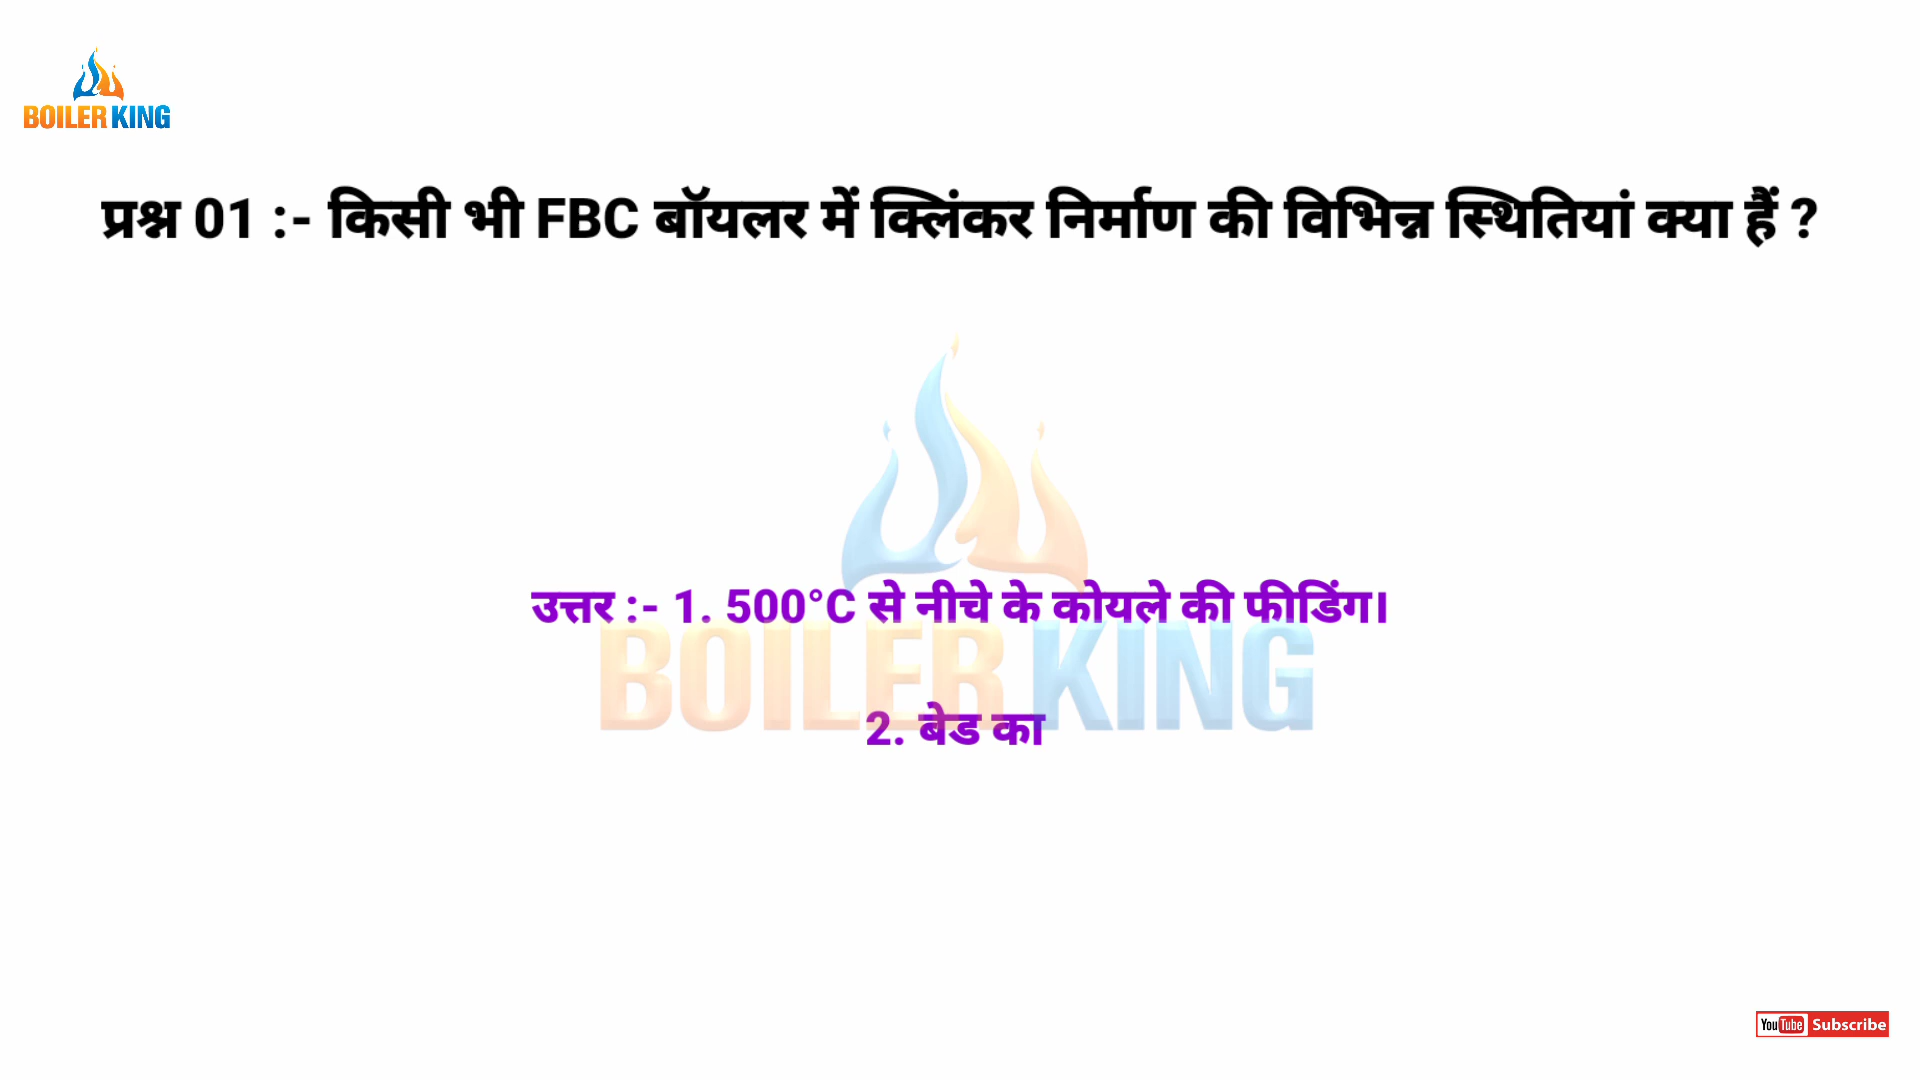 BOILER KING
प्रश्न 01 :- किसी भी FBC बॉयलर में क्लिंकर निर्माण की विभिन्न स्थितियां क्या हैं ?
उत्तर :- 1. 500°C से नीचे के कोयले की फीडिंग।
BOILER KING
2. बेड का
YouTube Subscribe